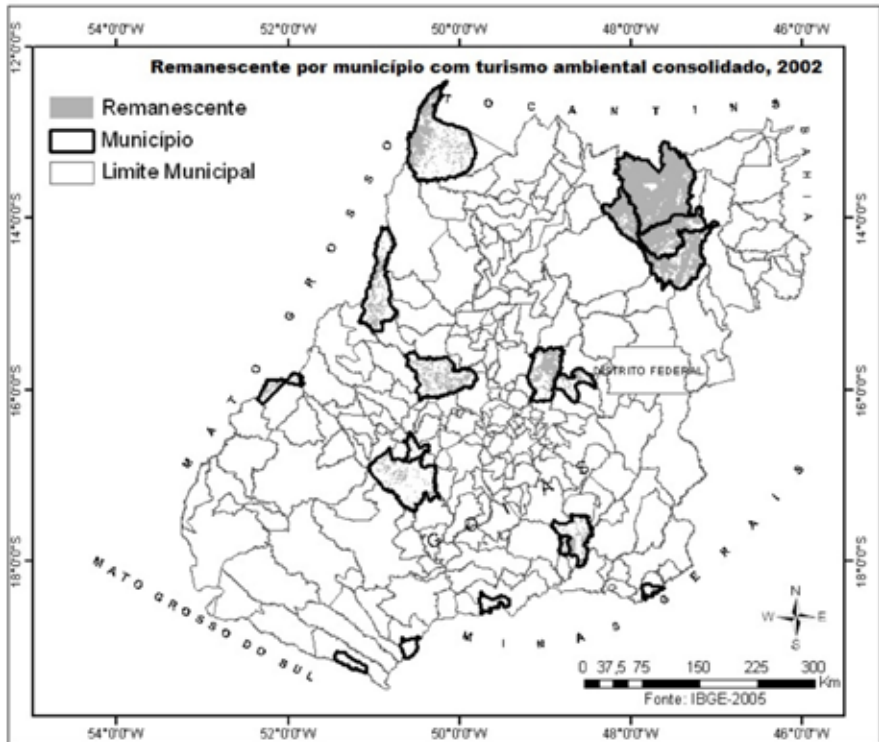 54°0'0"W 52°0'0"W 50°0'0"W 48°0'0"W 46°0'0"W
12°0'0"S
12°0'0"S
Remanescente por município com turismo ambiental consolidado, 2002
Remanescente
Município
Limite Municipal
TOCANTINS
BAHIA
MATO GROSSO
14°0'0"S
14°0'0"S
DISTRITO FEDERAL
16°0'0"S
16°0'0"S
GOIÁS
18°0'0"S
18°0'0"S
MATO GROSSO DO SUL
MINAS GERAIS
N
W E
S
0 37,5 75 150 225 300
Km
Fonte: IBGE-2005
54°0'0"W 52°0'0"W 50°0'0"W 48°0'0"W 46°0'0"W